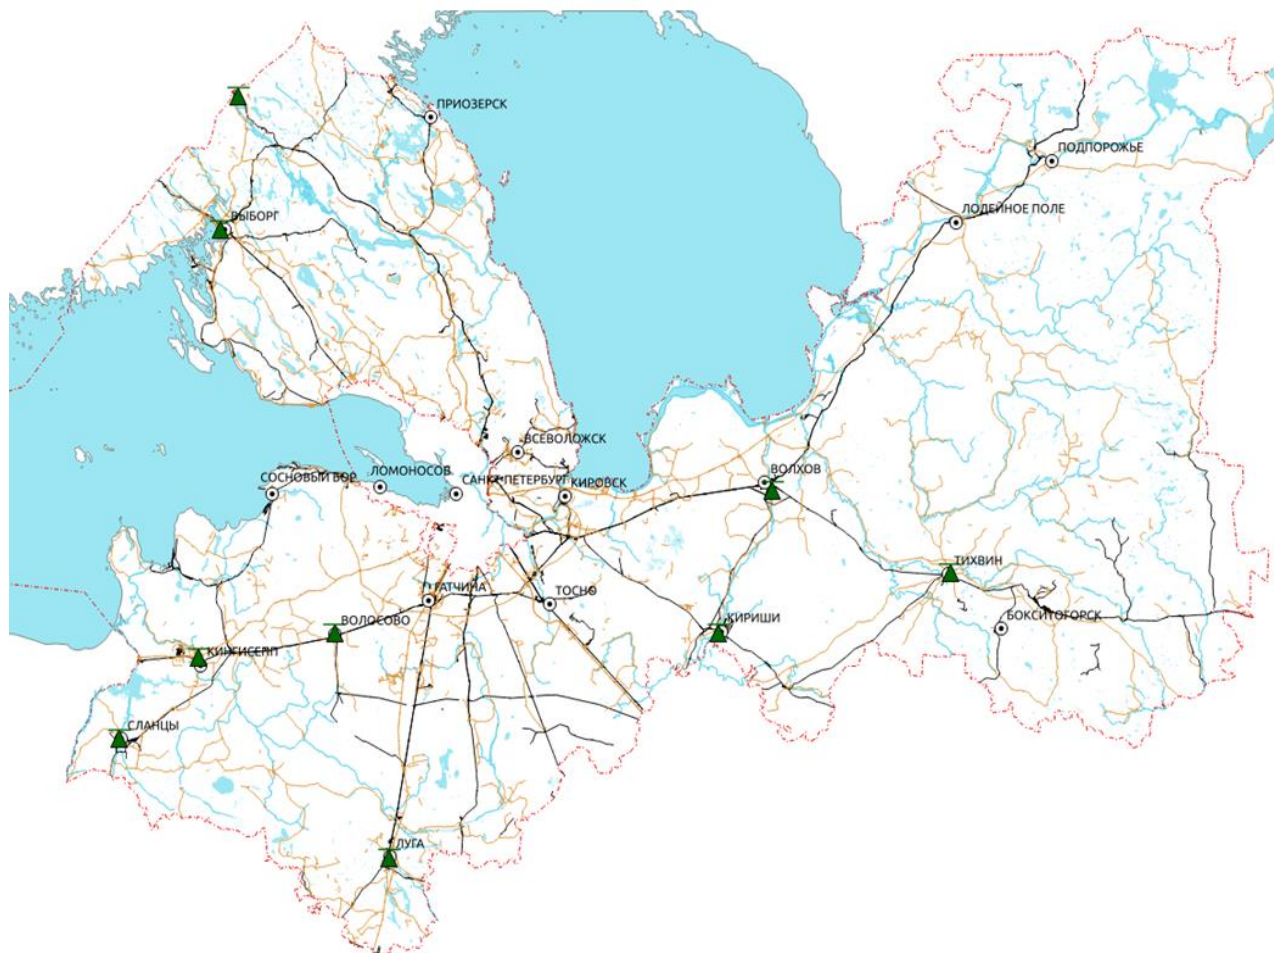 ПРИОЗЕРСК
ПОДПОРОЖЬЕ
ВЫБОРГ
ЛОДЕЙНОЕ ПОЛЕ
ВСЕВОЛОЖСК
ЛОМОНОСОВ
ВОЛХОВ
СОСНОВЫЙ БОР
САНКТ-ПЕТЕРБУРГ
КИРОВСК
ТИХВИН
ГАТЧИНА
ТОСНО
БОКСИТОГОРСК
ВОЛОСОВО
КИРИШИ
КИНГИСЕПП
СЛАНЦЫ
ЛУГА